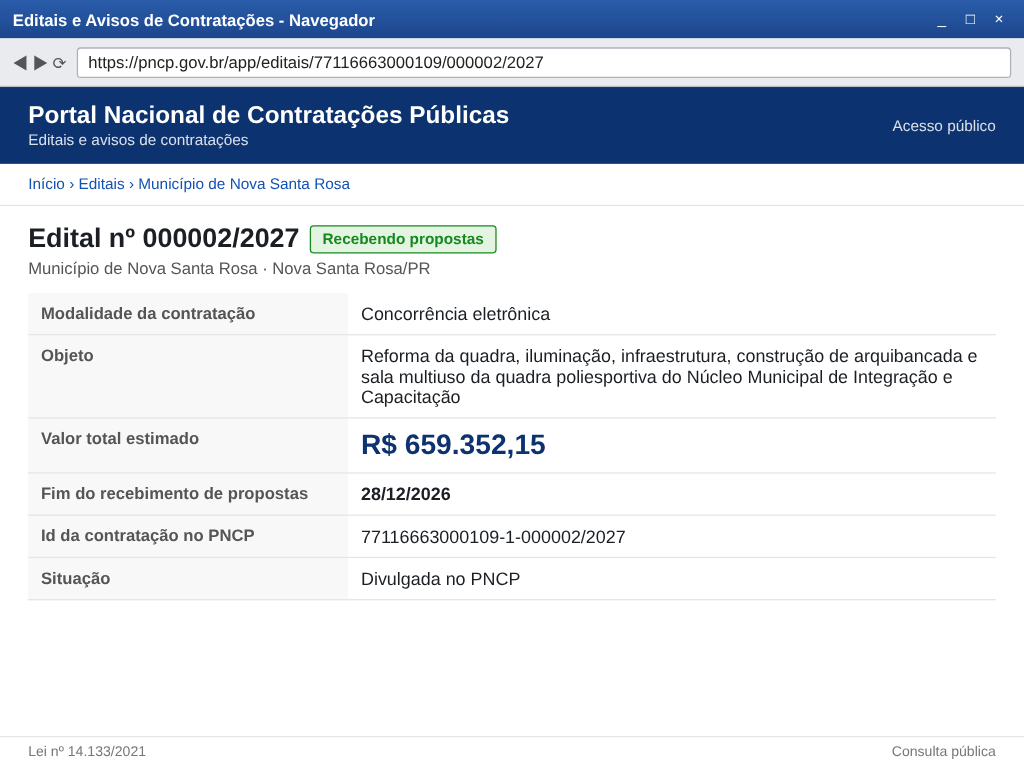 Editais e Avisos de Contratações - Navegador
https://pncp.gov.br/app/editais/77116663000109/000002/2027
Portal Nacional de Contratações Públicas
Editais e avisos de contratações
Acesso público
Início › Editais › Município de Nova Santa Rosa
Edital nº 000002/2027
Recebendo propostas
Município de Nova Santa Rosa · Nova Santa Rosa/PR
Modalidade da contratação
Concorrência eletrônica
Objeto
Reforma da quadra, iluminação, infraestrutura, construção de arquibancada e
sala multiuso da quadra poliesportiva do Núcleo Municipal de Integração e
Capacitação
Valor total estimado
R$ 659.352,15
Fim do recebimento de propostas
28/12/2026
Id da contratação no PNCP
77116663000109-1-000002/2027
Situação
Divulgada no PNCP
Lei nº 14.133/2021
Consulta pública